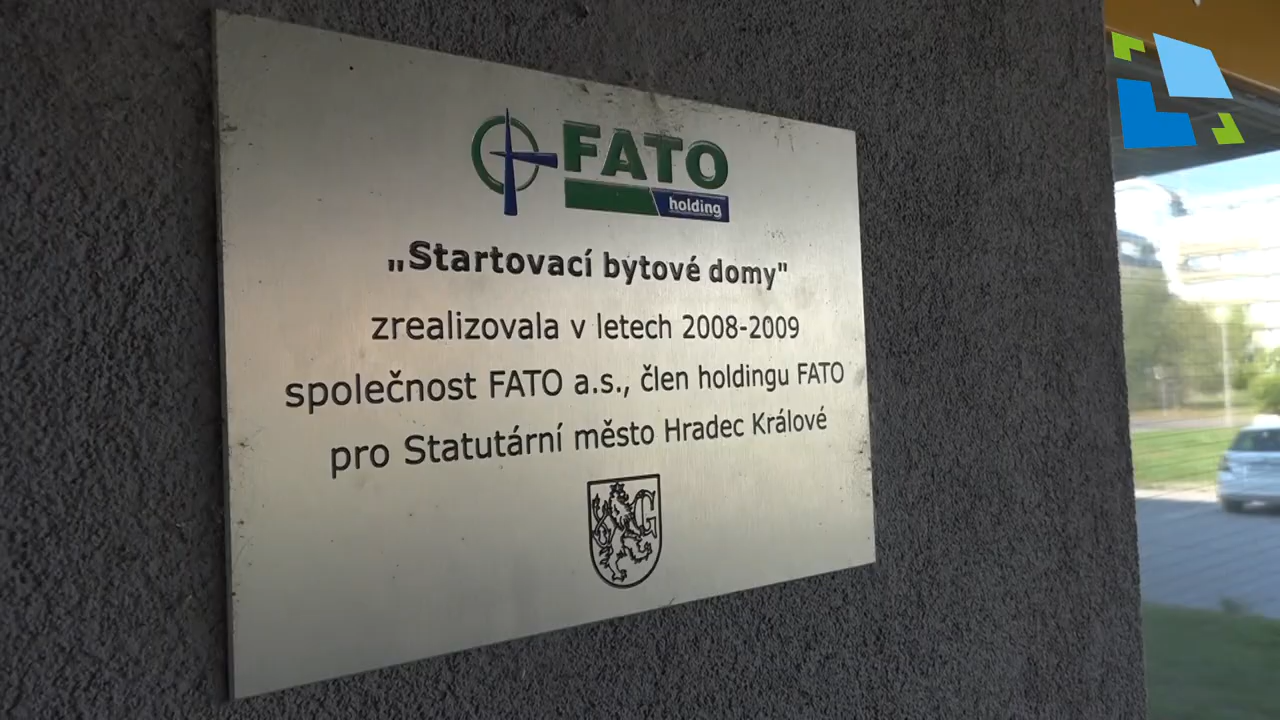 FATO
holding
„Startovací bytové domy"
zrealizovala v letech 2008-2009
společnost FATO a.s., člen holdingu FATO
pro Statutární město Hradec Králové
G